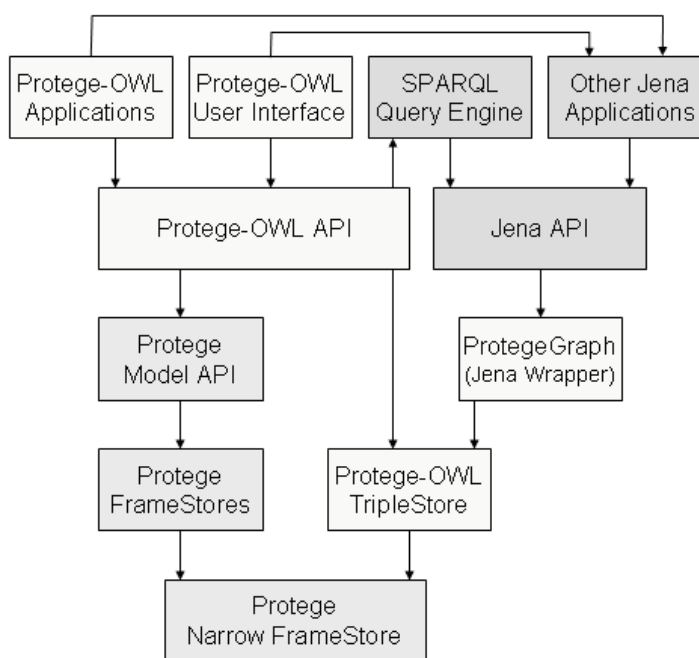 Protege-OWL
Applications
Protege-OWL
User Interface
SPARQL
Query Engine
Other Jena
Applications
Protege-OWL API
Jena API
Protege
Model API
ProtegeGraph
(Jena Wrapper)
Protege
FrameStores
Protege-OWL
TripleStore
Protege
Narrow FrameStore